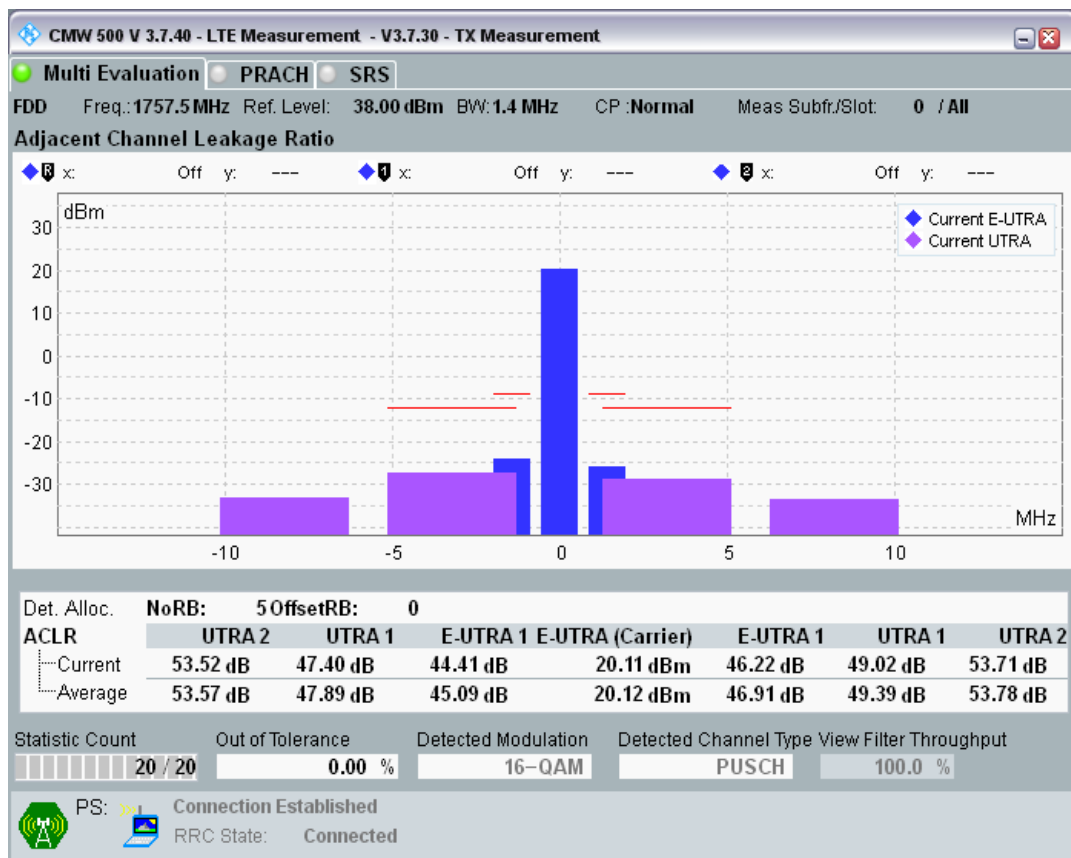 CMW 500 V 3.7.40 - LTE Measurement - V3.7.30 - TX Measurement
Multi Evaluation PRACH SRS
FDD Freq.: 1757.5 MHz Ref. Level: 38.00 dBm BW: 1.4 MHz CP :Normal Meas Subfr./Slot: 0 / All
Adjacent Channel Leakage Ratio
R x: Off y: --- 1 x: Off y: --- 2 x: Off y: ---
dBm
Current E-UTRA
Current UTRA
30
20
10
0
-10
-20
-30
MHz
-10 -5 0 5 10
Det. Alloc. NoRB: 5 OffsetRB: 0
ACLR UTRA 2 UTRA 1 E-UTRA 1 E-UTRA (Carrier) E-UTRA 1 UTRA 1 UTRA 2
Current 53.52 dB 47.40 dB 44.41 dB 20.11 dBm 46.22 dB 49.02 dB 53.71 dB
Average 53.57 dB 47.89 dB 45.09 dB 20.12 dBm 46.91 dB 49.39 dB 53.78 dB
Statistic Count Out of Tolerance Detected Modulation Detected Channel Type View Filter Throughput
20 / 20 0.00 % 16-QAM PUSCH 100.0 %
PS: Connection Established
RRC State: Connected